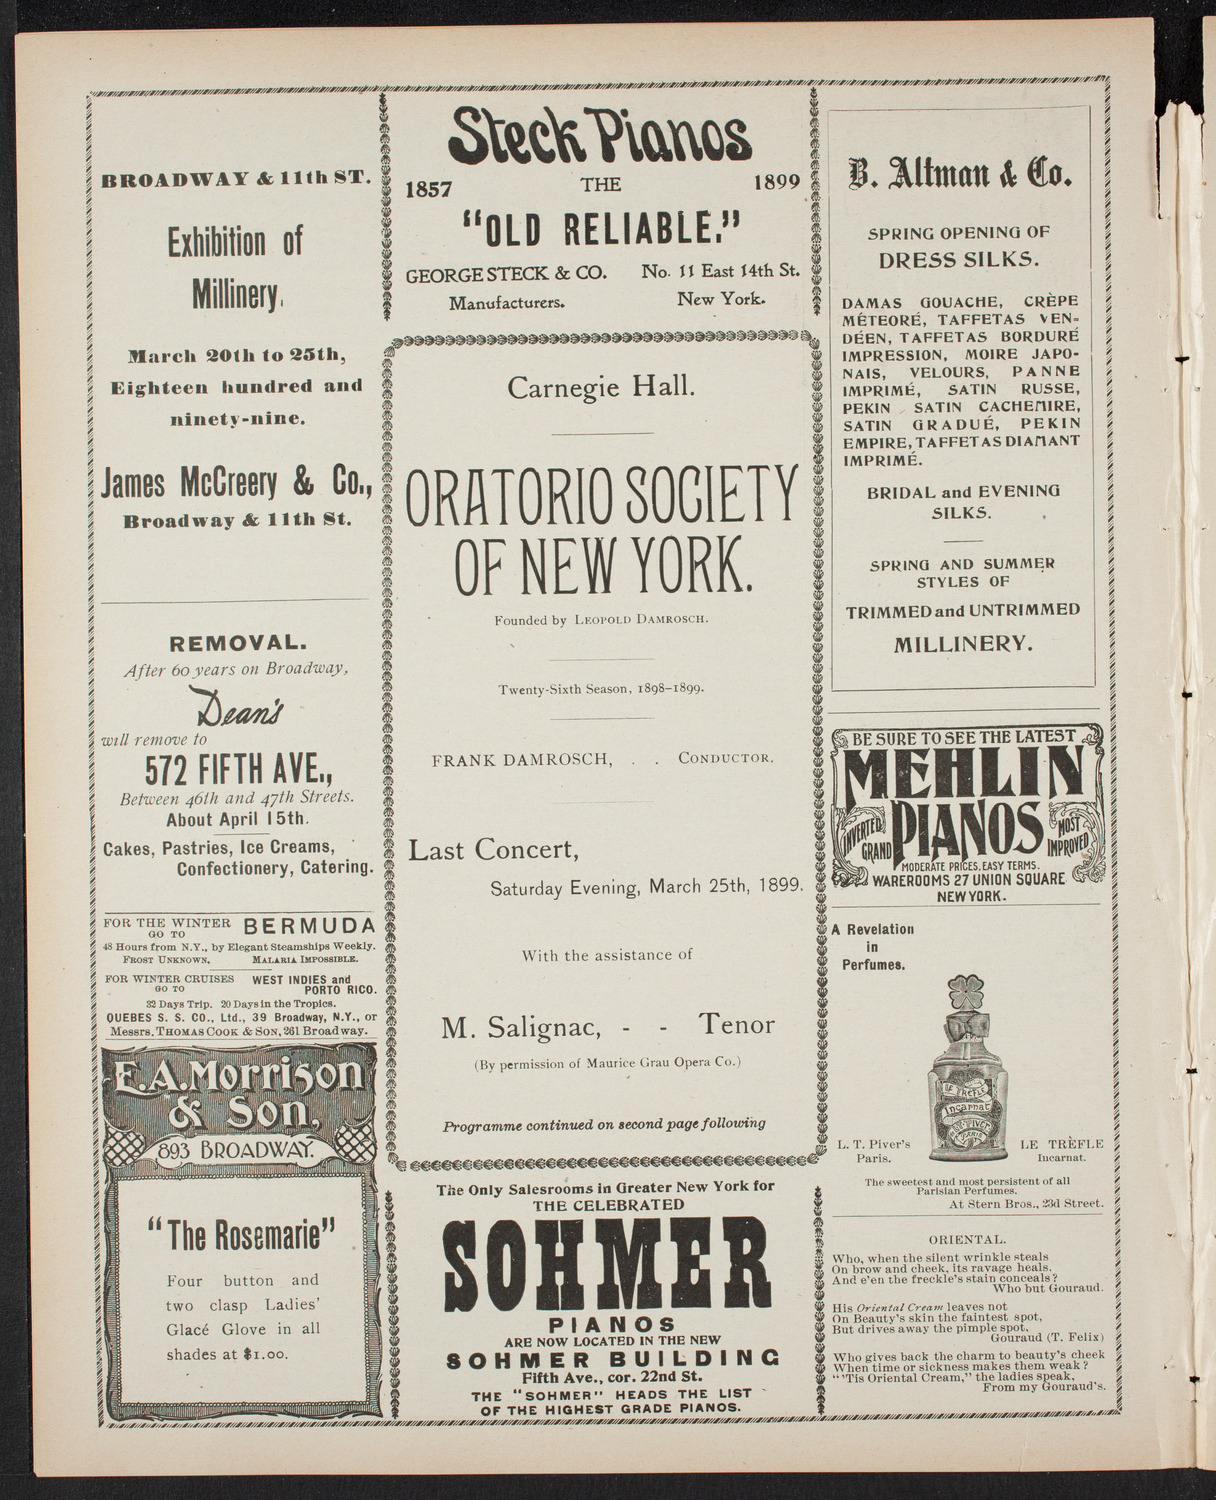 BROADWAY & 11th ST.
Exhibition of
Millinery.
March 20th to 25th,
Eighteen hundred and
ninety-nine.
James McCreery & Co.,
Broadway & 11th St.
REMOVAL.
After 60 years on Broadway,
Dean's
will remove to
572 FIFTH AVE.,
Between 46th and 47th Streets.
About April 15th.
Cakes, Pastries, Ice Creams,
Confectionery, Catering.
FOR THE WINTER
GO TO
BERMUDA
48 Hours from N.Y., by Elegant Steamships Weekly.
FROST UNKNOWN. MALARIA IMPOSSIBLE.
FOR WINTER CRUISES
GO TO
WEST INDIES and
PORTO RICO.
32 Days Trip. 20 Days in the Tropics.
QUEBES S. S. CO., Ltd., 39 Broadway, N.Y., or
Messrs. THOMAS COOK & SON, 261 Broadway.
E.A. Morrison
& Son,
893 BROADWAY.
"The Rosemarie"
Four button and
two clasp Ladies'
Glacé Glove in all
shades at $1.00.
Steck Pianos
1857 THE 1899
"OLD RELIABLE."
GEORGE STECK & CO. No. 11 East 14th St.
Manufacturers. New York.
Carnegie Hall.
ORATORIO SOCIETY
OF NEW YORK.
Founded by LEOPOLD DAMROSCH.
Twenty-Sixth Season, 1898-1899.
FRANK DAMROSCH, . . CONDUCTOR.
Last Concert,
Saturday Evening, March 25th, 1899.
With the assistance of
M. Salignac, - - Tenor
(By permission of Maurice Grau Opera Co.)
Programme continued on second page following
The Only Salesrooms in Greater New York for
THE CELEBRATED
SOHMER
PIANOS
ARE NOW LOCATED IN THE NEW
SOHMER BUILDING
Fifth Ave., cor. 22nd St.
THE "SOHMER" HEADS THE LIST
OF THE HIGHEST GRADE PIANOS.
B. Altman & Co.
SPRING OPENING OF
DRESS SILKS.
DAMAS GOUACHE, CRÈPE
MÉTEORÉ, TAFFETAS VEN-
DÉEN, TAFFETAS BORDURÉ
IMPRESSION, MOIRE JAPO-
NAIS, VELOURS, PANNE
IMPRIMÉ, SATIN RUSSE,
PEKIN SATIN CACHEMIRE,
SATIN GRADUÉ, PEKIN
EMPIRE, TAFFETAS DIAMANT
IMPRIMÉ.
BRIDAL and EVENING
SILKS.
SPRING AND SUMMER
STYLES OF
TRIMMED and UNTRIMMED
MILLINERY.
BE SURE TO SEE THE LATEST
MEHLIN
PIANOS
INVERTED
GRAND
MOST
IMPROVED
MODERATE PRICES. EASY TERMS.
WAREROOMS 27 UNION SQUARE
NEW YORK.
A Revelation
in
Perfumes.
LE TREFLE
Incarnat
L.T. PIVER
PARIS
L. T. Piver's
Paris.
LE TRÈFLE
Incarnat.
The sweetest and most persistent of all
Parisian Perfumes.
At Stern Bros., 23d Street.
ORIENTAL.
Who, when the silent wrinkle steals
On brow and cheek, its ravage heals.
And e'en the freckle's stain conceals?
Who but Gouraud.
His Oriental Cream leaves not
On Beauty's skin the faintest spot,
But drives away the pimple spot.
Gouraud (T. Felix)
Who gives back the charm to beauty's cheek
When time or sickness makes them weak?
"'Tis Oriental Cream," the ladies speak,
From my Gouraud's.